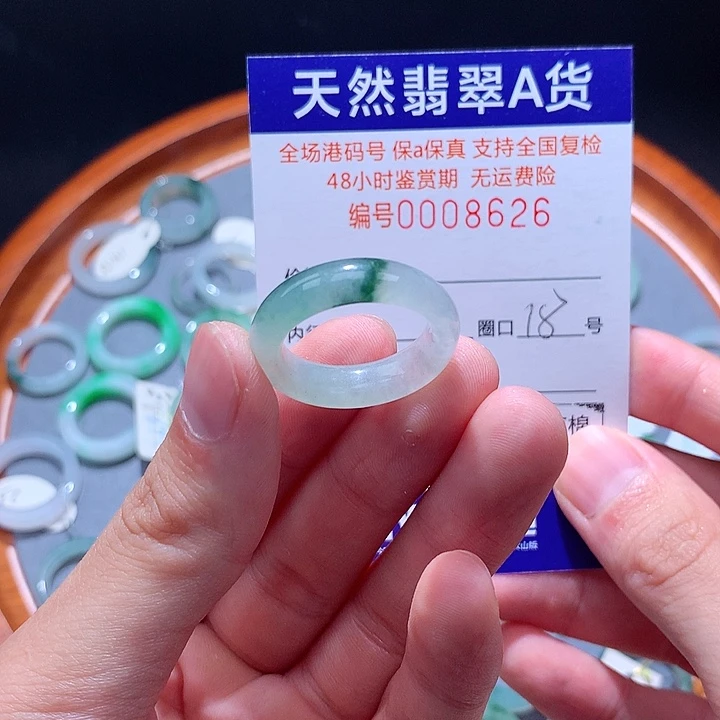 天然翡翠A货
全场港码号 保a保真 支持全国复检
48小时鉴赏期 无运费险
编号0008626
圈口 18 号
棉